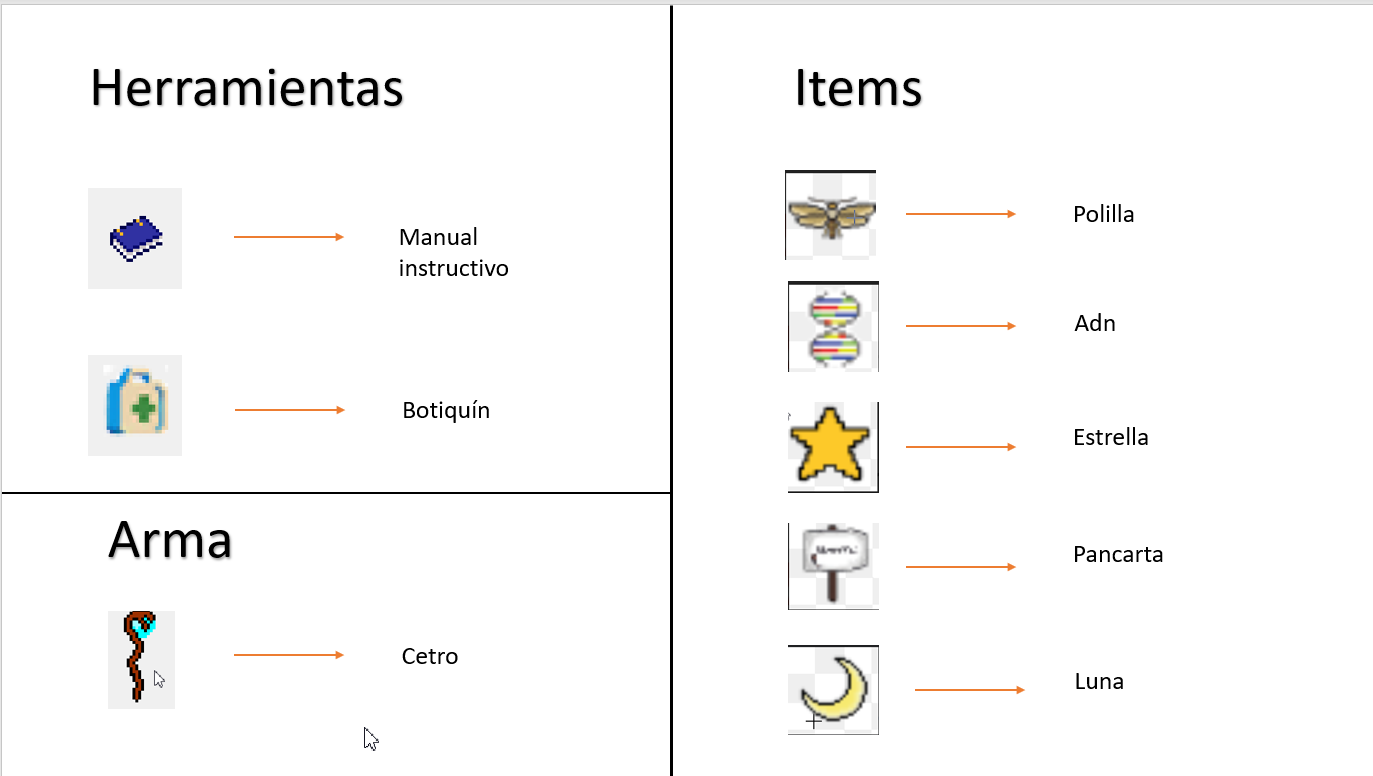 Herramientas
Manual
instructivo
Botiquín
Arma
Cetro
Items
Polilla
Adn
Estrella
Pancarta
Luna